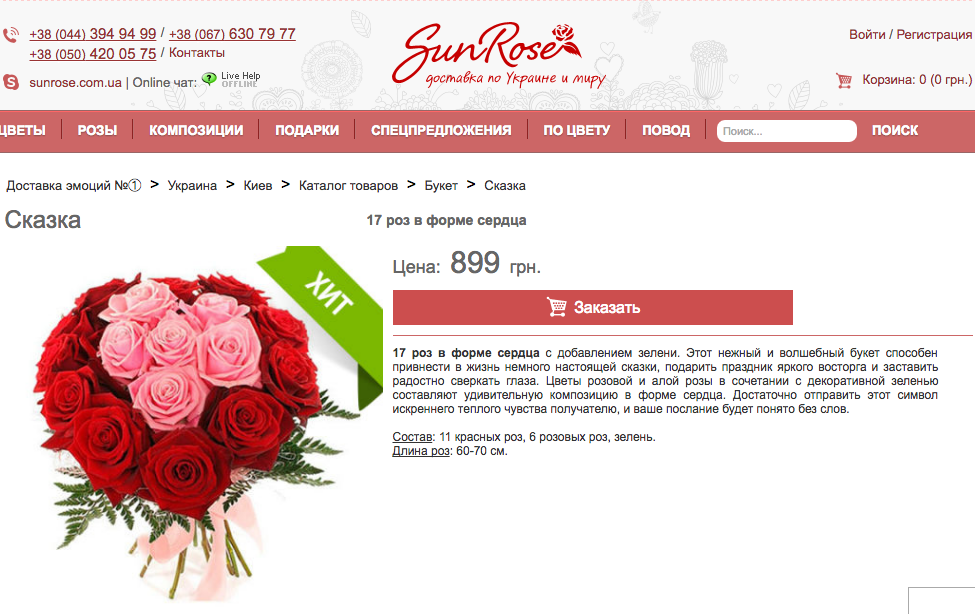 +38 (044) 394 94 99 / +38 (067) 630 79 77
+38 (050) 420 05 75 / Контакты
sunrose.com.ua | Online чат: Live Help OFFLINE
SunRose
доставка по Украине и миру
Войти / Регистрация
Корзина: 0 (0 грн.)
ЦВЕТЫ РОЗЫ КОМПОЗИЦИИ ПОДАРКИ СПЕЦПРЕДЛОЖЕНИЯ ПО ЦВЕТУ ПОВОД Поиск... ПОИСК
Доставка эмоций №① > Украина > Киев > Каталог товаров > Букет > Сказка
Сказка
17 роз в форме сердца
ХИТ
Цена: 899 грн.
Заказать
17 роз в форме сердца с добавлением зелени. Этот нежный и волшебный букет способен
привнести в жизнь немного настоящей сказки, подарить праздник яркого восторга и заставить
радостно сверкать глаза. Цветы розовой и алой розы в сочетании с декоративной зеленью
составляют удивительную композицию в форме сердца. Достаточно отправить этот символ
искреннего теплого чувства получателю, и ваше послание будет понято без слов.
Состав: 11 красных роз, 6 розовых роз, зелень.
Длина роз: 60-70 см.